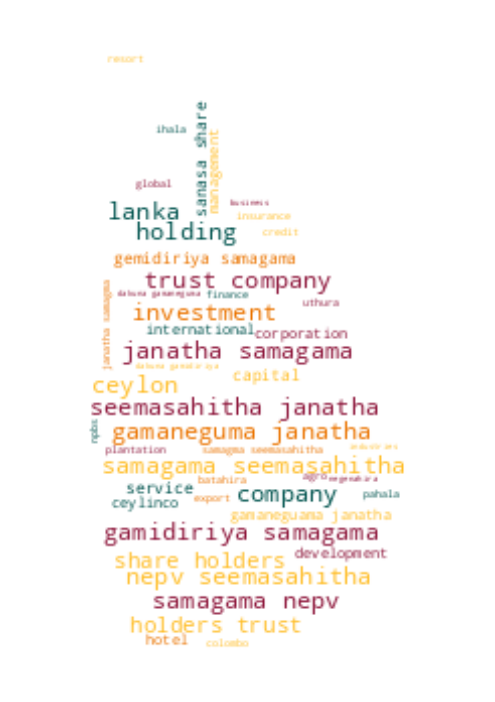 resort
sanasa share
ihala
management
global
business
lanka
insurance
holding
credit
gemidiriya samagama
trust company
janatha samagma
dakuna gamaneguma
finance
uthura
investment
international
corporation
janatha samagama
dakuna gamidiriya
capital
ceylon
seemasahitha janatha
npbs
gamaneguma janatha
plantation
samagma seemasahitha
industries
samagama seemasahitha
agro
negenahira
batahira
service
company
pahala
export
ceylinco
gamaneguama janatha
gamidiriya samagama
development
share holders
nepv seemasahitha
samagama nepv
holders trust
hotel
colombo